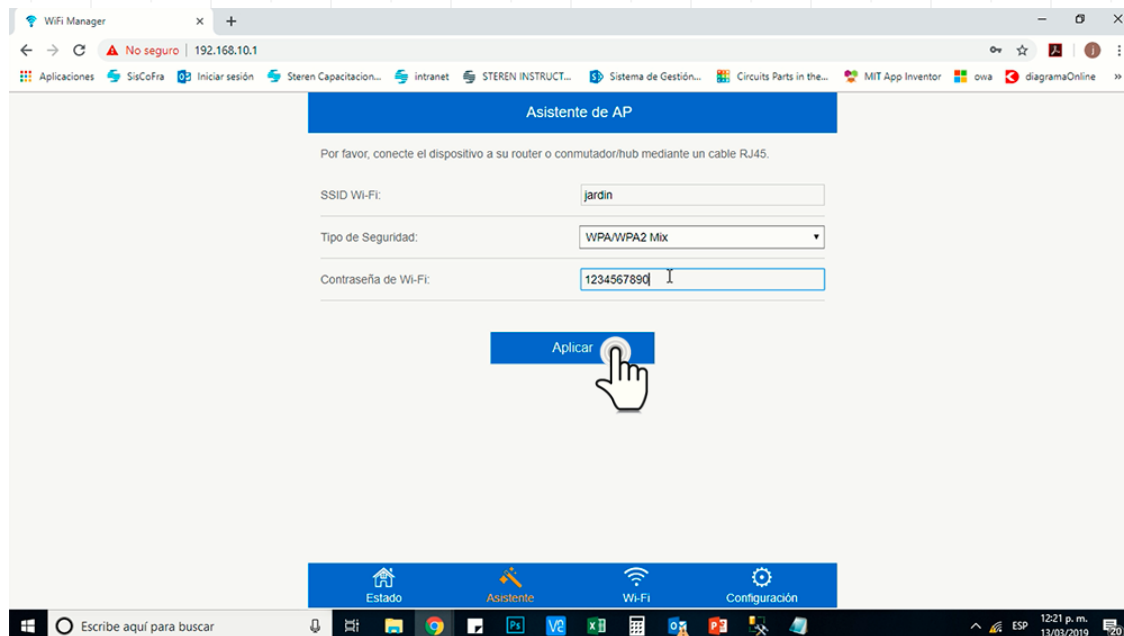 WiFi Manager
No seguro | 192.168.10.1
Aplicaciones SisCoFra Iniciar sesión Steren Capacitacion... intranet STEREN INSTRUCT... Sistema de Gestión... Circuits Parts in the... MIT App Inventor owa diagramaOnline »
Asistente de AP
Por favor, conecte el dispositivo a su router o conmutador/hub mediante un cable RJ45.
SSID Wi-Fi: jardin
Tipo de Seguridad: WPA/WPA2 Mix
Contraseña de Wi-Fi: 1234567890
Aplicar
Estado Asistente Wi-Fi Configuración
Escribe aquí para buscar ESP 12:21 p. m.
13/03/2019 20